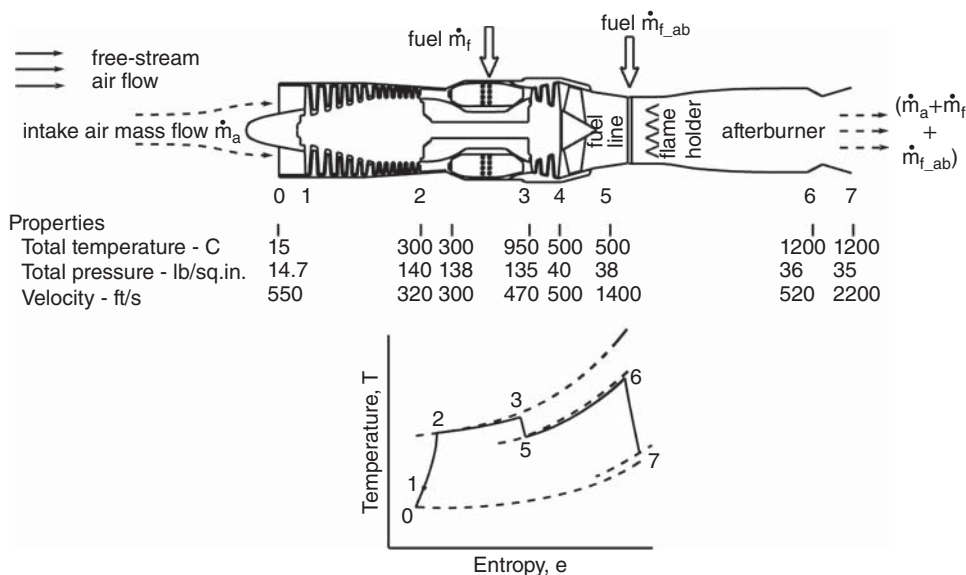 fuel ṁf
fuel ṁf_ab
free-stream
air flow
intake air mass flow ṁa
fuel
line
flame
holder
afterburner
(ṁa+ṁf
+
ṁf_ab)
0 1 2 3 4 5 6 7
Properties
Total temperature - C 15 300 300 950 500 500 1200 1200
Total pressure - lb/sq.in. 14.7 140 138 135 40 38 36 35
Velocity - ft/s 550 320 300 470 500 1400 520 2200
Temperature, T
6
3
2
5
7
1
0
Entropy, e